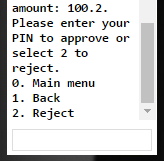 amount: 100.2.
Please enter your
PIN to approve or
select 2 to
reject.
0. Main menu
1. Back
2. Reject